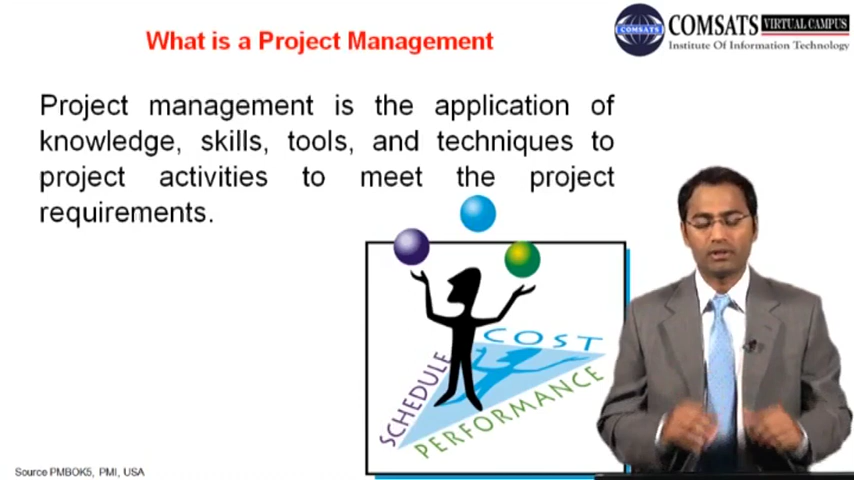 What is a Project Management
COMSATS VIRTUAL CAMPUS
Institute Of Information Technology
COMSATS
Project management is the application of
knowledge, skills, tools, and techniques to
project activities to meet the project
requirements.
COST
SCHEDULE
PERFORMANCE
Source PMBOK5, PMI, USA